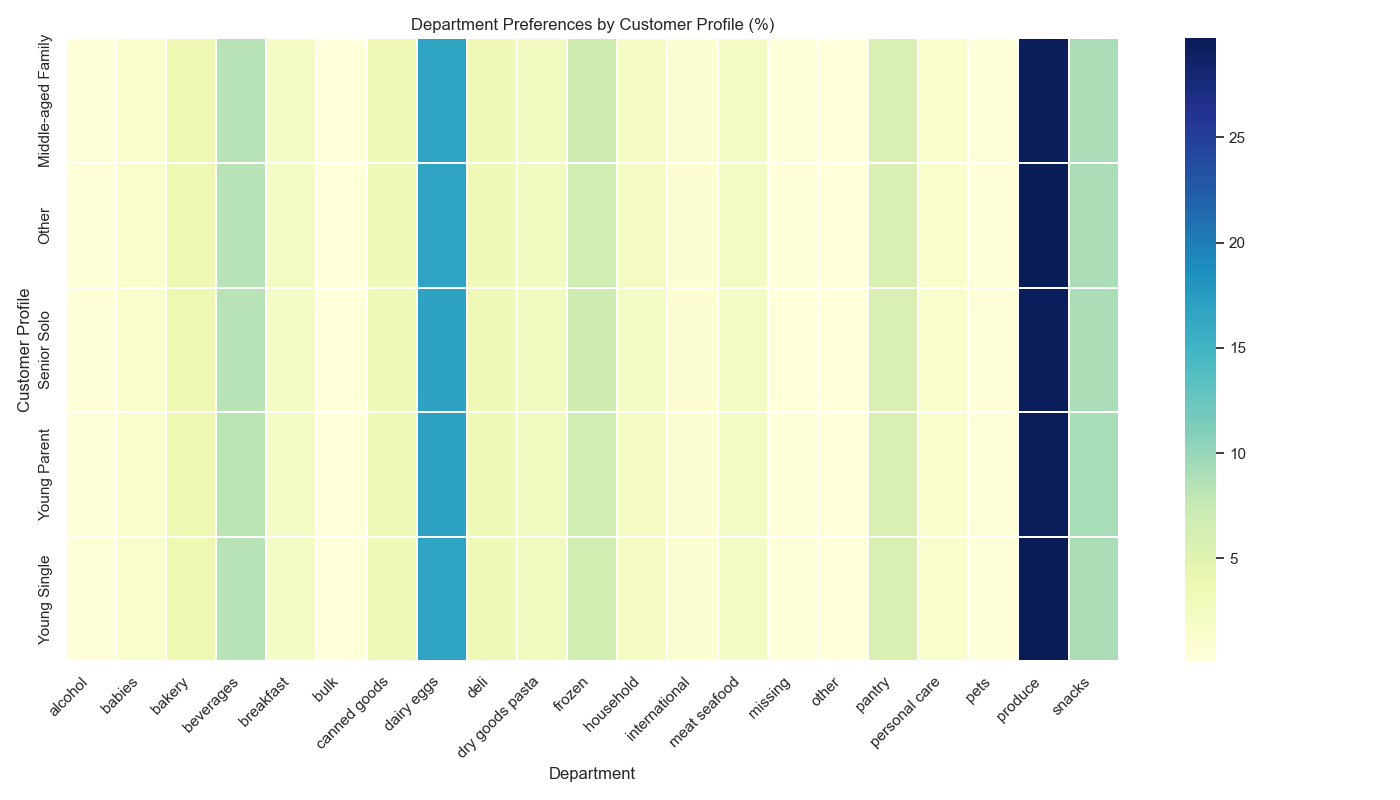 Department Preferences by Customer Profile (%)
Customer Profile
Middle-aged Family
Other
Senior Solo
Young Parent
Young Single
25
20
15
10
5
alcohol
babies
bakery
beverages
breakfast
bulk
canned goods
dairy eggs
deli
dry goods pasta
frozen
household
international
meat seafood
missing
other
pantry
personal care
pets
produce
snacks
Department